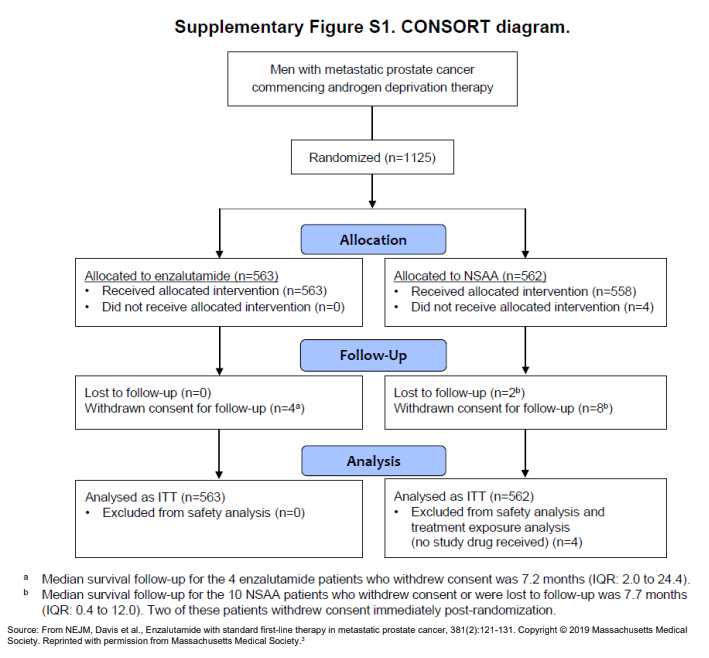 Supplementary Figure S1. CONSORT diagram.
Men with metastatic prostate cancer
commencing androgen deprivation therapy
Randomized (n=1125)
Allocation
Allocated to enzalutamide (n=563)
• Received allocated intervention (n=563)
• Did not receive allocated intervention (n=0)
Allocated to NSAA (n=562)
• Received allocated intervention (n=558)
• Did not receive allocated intervention (n=4)
Follow-Up
Lost to follow-up (n=0)
Withdrawn consent for follow-up (n=4ᵃ)
Lost to follow-up (n=2ᵇ)
Withdrawn consent for follow-up (n=8ᵇ)
Analysis
Analysed as ITT (n=563)
• Excluded from safety analysis (n=0)
Analysed as ITT (n=562)
• Excluded from safety analysis and
treatment exposure analysis
(no study drug received) (n=4)
ᵃ Median survival follow-up for the 4 enzalutamide patients who withdrew consent was 7.2 months (IQR: 2.0 to 24.4).
ᵇ Median survival follow-up for the 10 NSAA patients who withdrew consent or were lost to follow-up was 7.7 months
(IQR: 0.4 to 12.0). Two of these patients withdrew consent immediately post-randomization.
Source: From NEJM, Davis et al., Enzalutamide with standard first-line therapy in metastatic prostate cancer, 381(2):121-131. Copyright © 2019 Massachusetts Medical
Society. Reprinted with permission from Massachusetts Medical Society.³